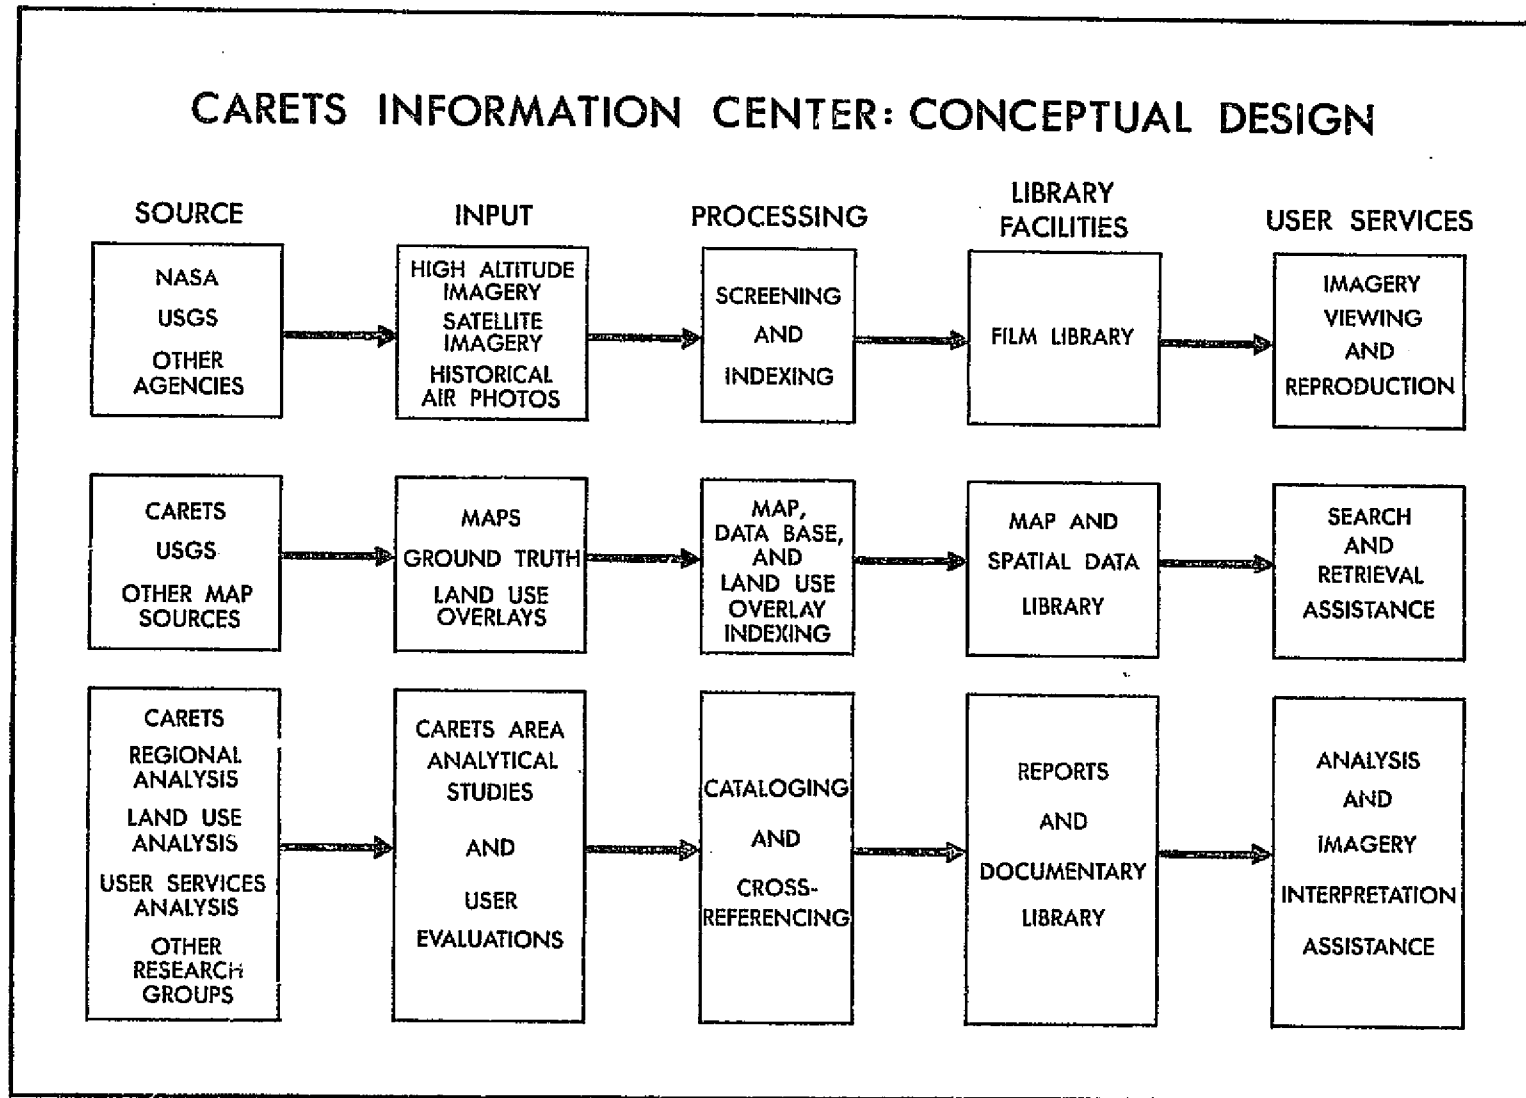 CARETS INFORMATION CENTER: CONCEPTUAL DESIGN
SOURCE
INPUT
PROCESSING
LIBRARY
FACILITIES
USER SERVICES
NASA
USGS
OTHER
AGENCIES
HIGH ALTITUDE
IMAGERY
SATELLITE
IMAGERY
HISTORICAL
AIR PHOTOS
SCREENING
AND
INDEXING
FILM LIBRARY
IMAGERY
VIEWING
AND
REPRODUCTION
CARETS
USGS
OTHER MAP
SOURCES
MAPS
GROUND TRUTH
LAND USE
OVERLAYS
MAP,
DATA BASE,
AND
LAND USE
OVERLAY
INDEXING
MAP AND
SPATIAL DATA
LIBRARY
SEARCH
AND
RETRIEVAL
ASSISTANCE
CARETS
REGIONAL
ANALYSIS
LAND USE
ANALYSIS
USER SERVICES
ANALYSIS
OTHER
RESEARCH
GROUPS
CARETS AREA
ANALYTICAL
STUDIES
AND
USER
EVALUATIONS
CATALOGING
AND
CROSS-
REFERENCING
REPORTS
AND
DOCUMENTARY
LIBRARY
ANALYSIS
AND
IMAGERY
INTERPRETATION
ASSISTANCE